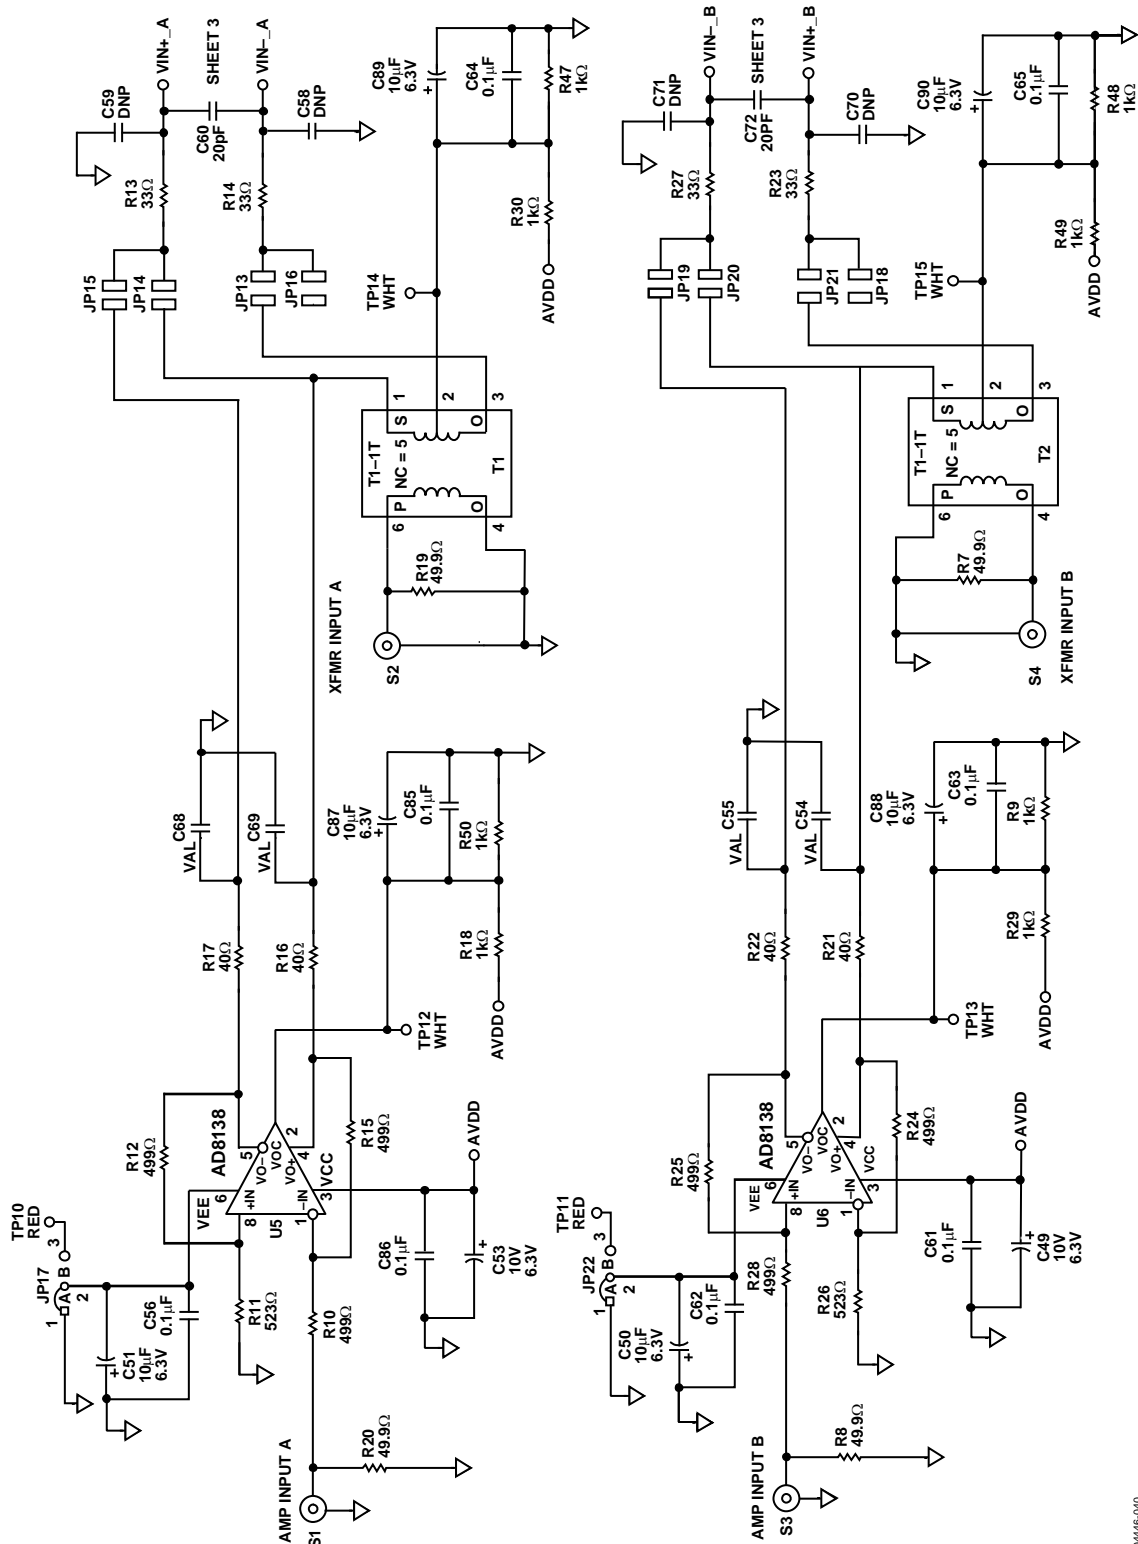 VIN+_A
SHEET 3
VIN–_A
C59
DNP
C60
20pF
C58
DNP
R13
33Ω
R14
33Ω
JP15
JP14
JP13
JP16
C89
10µF
6.3V
+
C64
0.1µF
R47
1kΩ
R30
1kΩ
TP14
WHT
AVDD
1
2
3
S
O
T1–1T
NC = 5
T1
P
O
6
4
R19
49.9Ω
XFMR INPUT A
S2
C68
VAL
C69
VAL
C87
10µF
6.3V
+
C85
0.1µF
R50
1kΩ
R17
40Ω
R16
40Ω
R18
1kΩ
TP12
WHT
AVDD
R12
499Ω
AD8138
R15
499Ω
5
VO–
VOC
2
VO+
4
VEE
6
+IN
8
U5
–IN
1
3
VCC
AVDD
TP10
RED
JP17
3
B
A
2
1
C56
0.1µF
C51
10µF
6.3V
+
R11
523Ω
R10
499Ω
C86
0.1µF
C53
10V
6.3V
+
R20
49.9Ω
AMP INPUT A
S1
VIN–_B
SHEET 3
VIN+_B
C71
DNP
C72
20PF
C70
DNP
R27
33Ω
R23
33Ω
JP19
JP20
JP21
JP18
C90
10µF
6.3V
+
C65
0.1µF
R48
1kΩ
R49
1kΩ
TP15
WHT
AVDD
1
2
3
S
O
T1–1T
NC = 5
T2
P
O
6
4
R7
49.9Ω
S4
XFMR INPUT B
C55
VAL
C54
VAL
C88
10µF
6.3V
+
C63
0.1µF
R9
1kΩ
R22
40Ω
R21
40Ω
R29
1kΩ
TP13
WHT
AVDD
R25
499Ω
AD8138
R24
499Ω
5
VO–
VOC
2
VO+
4
VEE
6
+IN
8
U6
–IN
1
3
VCC
AVDD
TP11
RED
JP22
3
B
A
2
1
C62
0.1µF
C50
10µF
6.3V
+
R28
499Ω
R26
523Ω
C61
0.1µF
C49
10V
6.3V
+
R8
49.9Ω
AMP INPUT B
S3